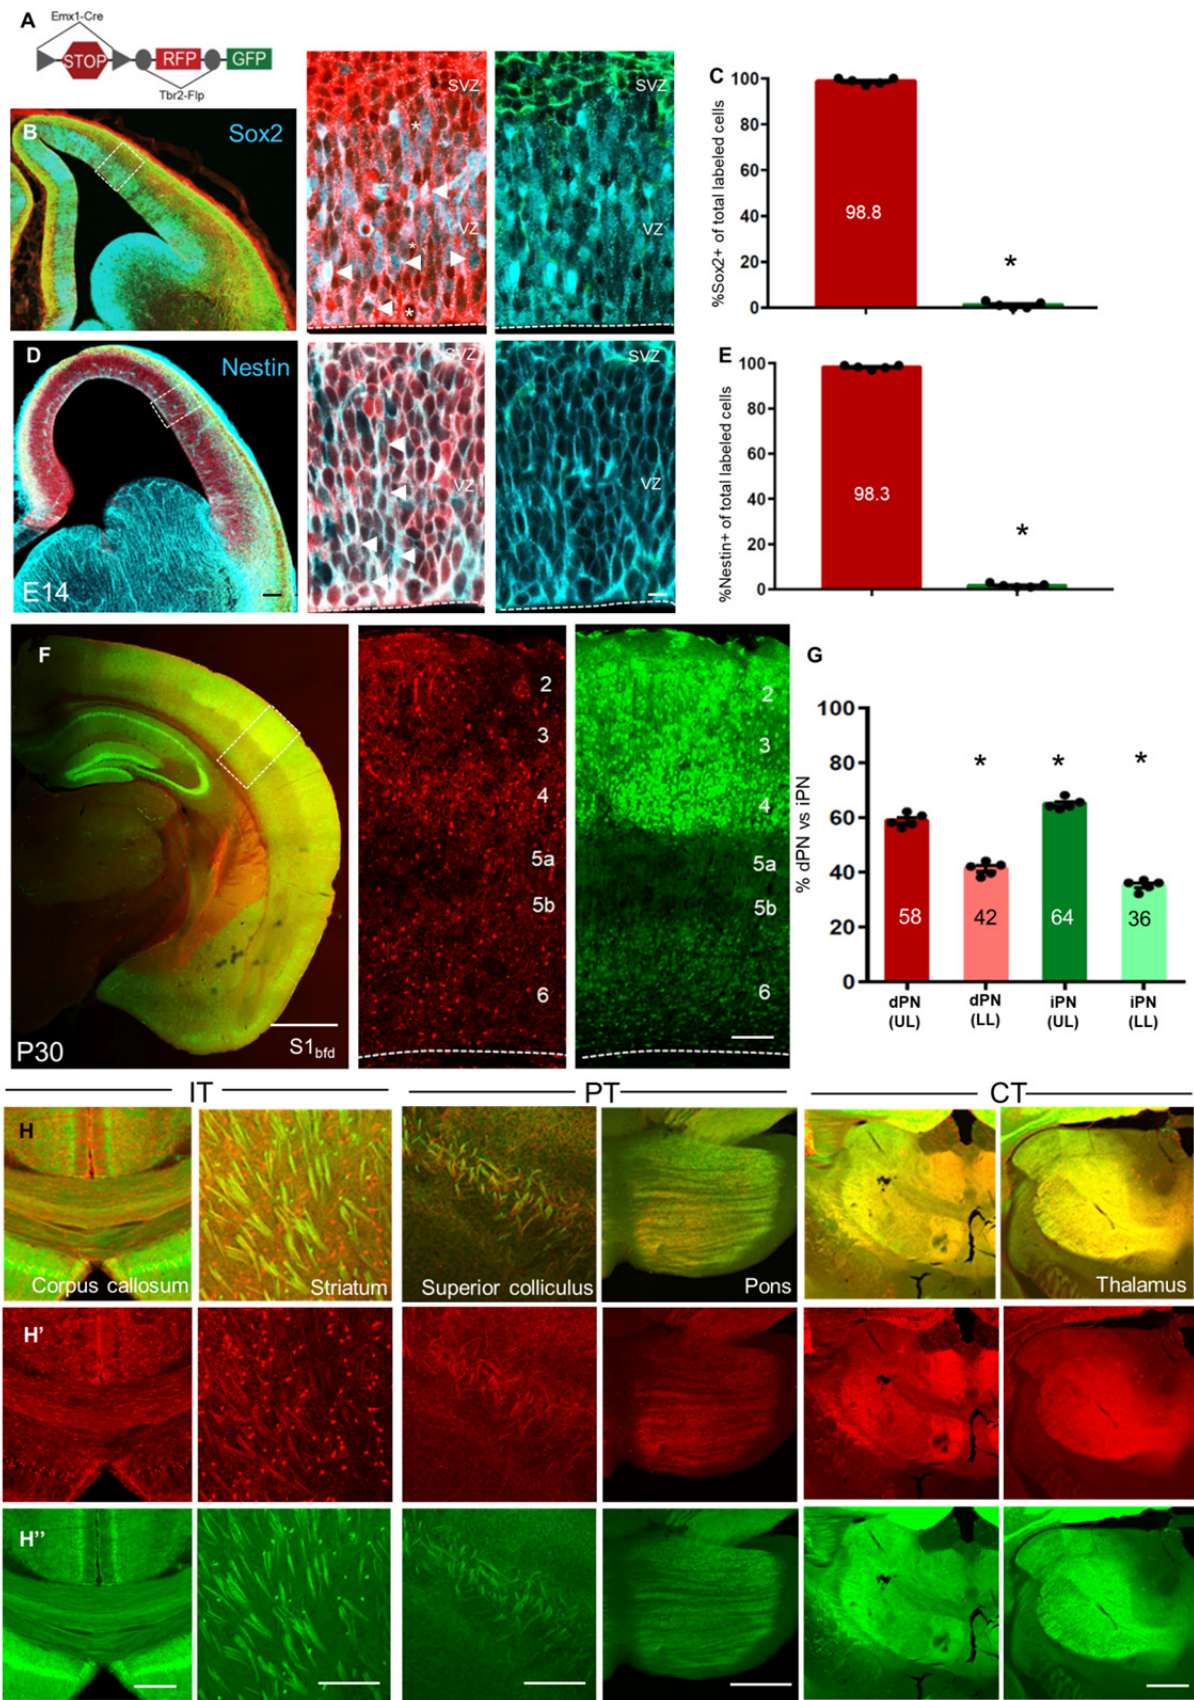 A
Emx1-Cre
STOP
RFP
GFP
Tbr2-Flp
B
Sox2
SVZ
*
VZ
*
*
SVZ
VZ
C
%Sox2+ of total labeled cells
100
80
60
40
20
0
98.8
*
D
Nestin
E14
SVZ
VZ
SVZ
VZ
E
%Nestin+ of total labeled cells
100
80
60
40
20
0
98.3
*
F
P30
S1bfd
2
3
4
5a
5b
6
2
3
4
5a
5b
6
G
% dPN vs iPN
100
80
60
40
20
0
* * *
58 42 64 36
dPN (UL)
dPN (LL)
iPN (UL)
iPN (LL)
IT
PT
CT
H
Corpus callosum
Striatum
Superior colliculus
Pons
Thalamus
H’
H’’